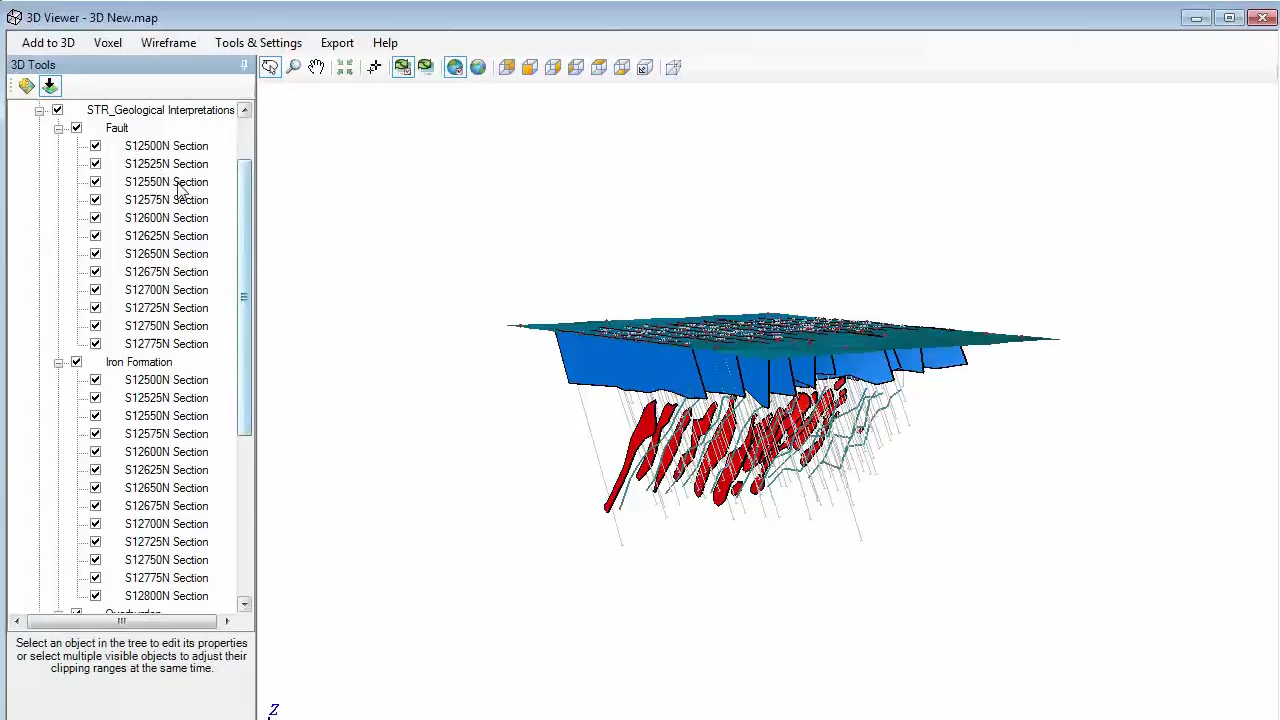 3D Viewer - 3D New.map
Add to 3D Voxel Wireframe Tools & Settings Export Help
3D Tools
STR_Geological Interpretations
Fault
S12500N Section
S12525N Section
S12550N Section
S12575N Section
S12600N Section
S12625N Section
S12650N Section
S12675N Section
S12700N Section
S12725N Section
S12750N Section
S12775N Section
Iron Formation
S12500N Section
S12525N Section
S12550N Section
S12575N Section
S12600N Section
S12625N Section
S12650N Section
S12675N Section
S12700N Section
S12725N Section
S12750N Section
S12775N Section
S12800N Section
Select an object in the tree to edit its properties
or select multiple visible objects to adjust their
clipping ranges at the same time.
Z